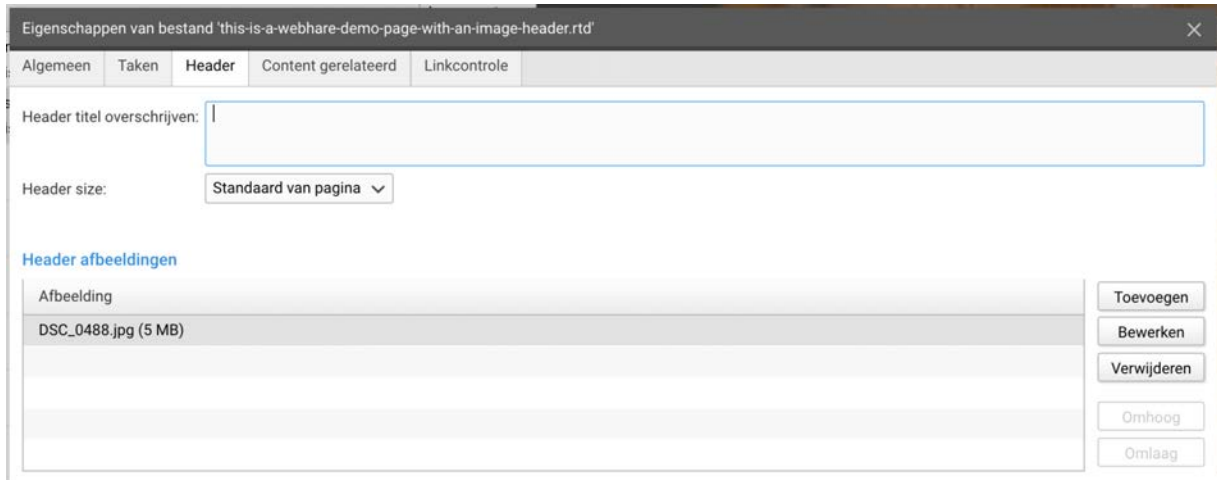 Eigenschappen van bestand 'this-is-a-webhare-demo-page-with-an-image-header.rtd'
Algemeen Taken Header Content gerelateerd Linkcontrole
Header titel overschrijven:
Header size: Standaard van pagina
Header afbeeldingen
Afbeelding
Toevoegen
DSC_0488.jpg (5 MB)
Bewerken
Verwijderen
Omhoog
Omlaag